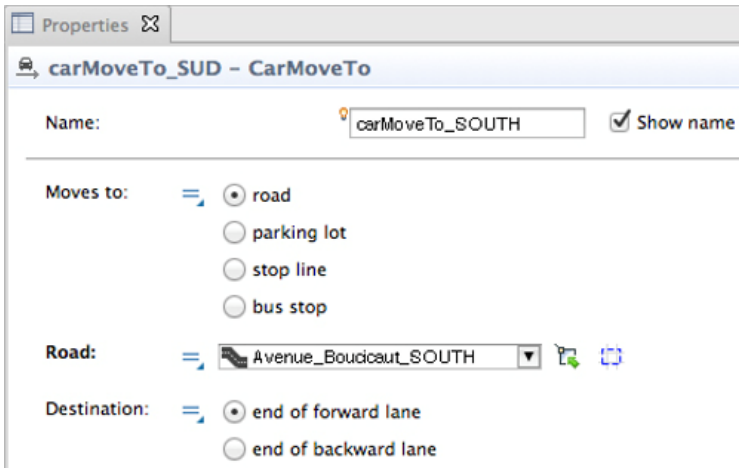 Properties
carMoveTo_SUD – CarMoveTo
Name: carMoveTo_SOUTH Show name
Moves to: road
parking lot
stop line
bus stop
Road: Avenue_Boucicaut_SOUTH
Destination: end of forward lane
end of backward lane